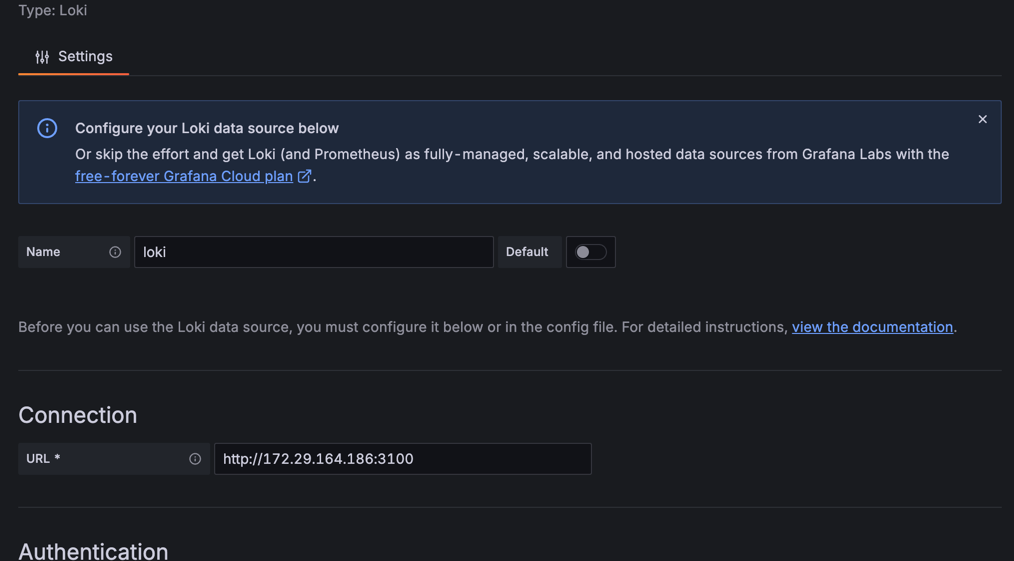 Type: Loki
Settings
Configure your Loki data source below
Or skip the effort and get Loki (and Prometheus) as fully-managed, scalable, and hosted data sources from Grafana Labs with the
free-forever Grafana Cloud plan.
Name loki Default
Before you can use the Loki data source, you must configure it below or in the config file. For detailed instructions, view the documentation.
Connection
URL * http://172.29.164.186:3100
Authentication